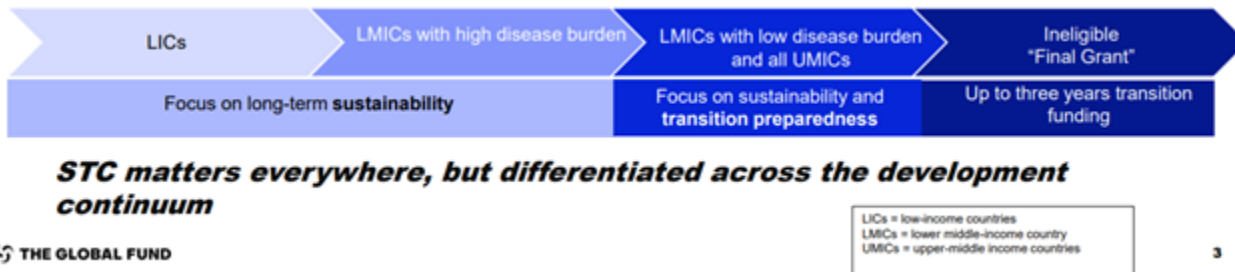 LICs
LMICs with high disease burden
LMICs with low disease burden
and all UMICs
Ineligible
“Final Grant”
Focus on long-term sustainability
Focus on sustainability and
transition preparedness
Up to three years transition
funding
STC matters everywhere, but differentiated across the development
continuum
LICs = low-income countries
LMICs = lower middle-income country
UMICs = upper-middle income countries
THE GLOBAL FUND
3